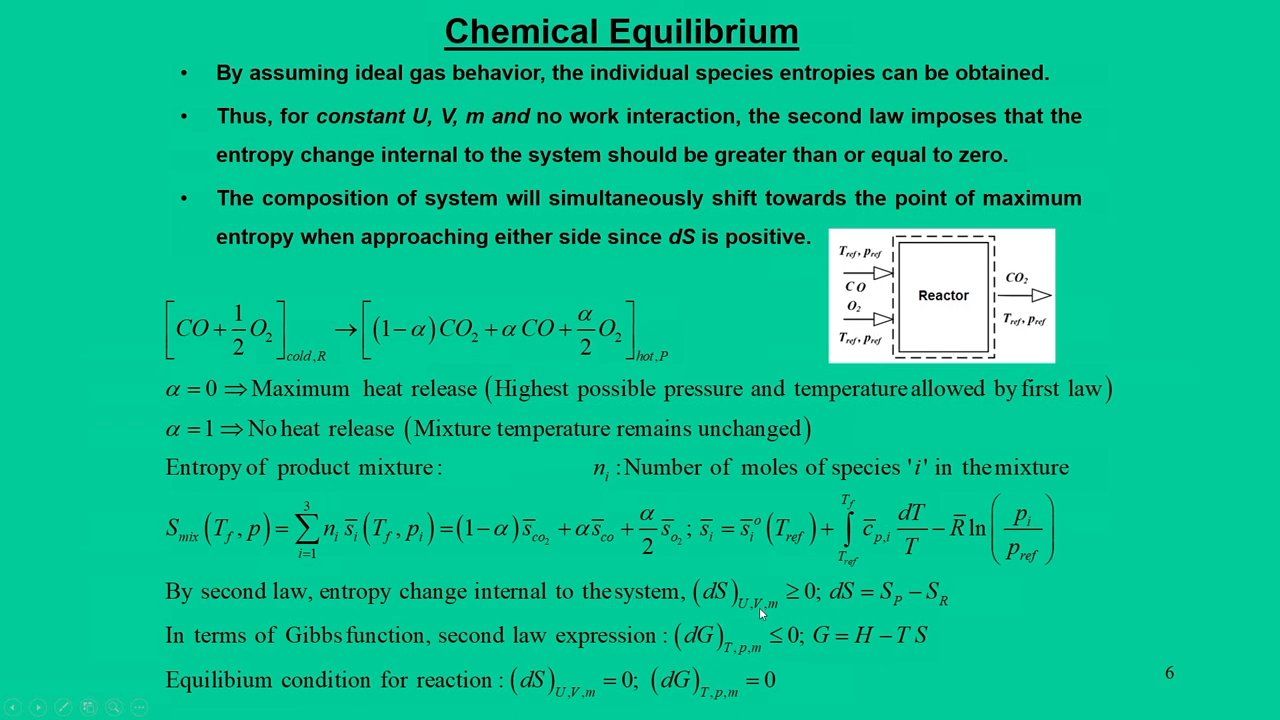 Chemical Equilibrium
• By assuming ideal gas behavior, the individual species entropies can be obtained.
• Thus, for constant U, V, m and no work interaction, the second law imposes that the
entropy change internal to the system should be greater than or equal to zero.
• The composition of system will simultaneously shift towards the point of maximum
entropy when approaching either side since dS is positive.
T_ref, p_ref
CO
O₂
T_ref, p_ref
Reactor
CO₂
T_ref, p_ref
[CO + 1/2 O₂]_cold,R → [(1−α)CO₂ + αCO + α/2 O₂]_hot,P
α = 0 ⇒ Maximum heat release (Highest possible pressure and temperature allowed by first law)
α = 1 ⇒ No heat release (Mixture temperature remains unchanged)
Entropy of product mixture : n_i : Number of moles of species 'i' in the mixture
S_mix (T_f, p) = ∑_{i=1}^{3} n_i s̄_i (T_f, p_i) = (1−α) s̄_co₂ + α s̄_co + α/2 s̄_o₂ ; s̄_i = s̄_i^o (T_ref) + ∫_{T_ref}^{T_f} c̄_p,i dT/T − R̄ ln (p_i/p_ref)
By second law, entropy change internal to the system, (dS)_U,V,m ≥ 0; dS = S_P − S_R
In terms of Gibbs function, second law expression : (dG)_T,p,m ≤ 0; G = H − T S
Equilibium condition for reaction : (dS)_U,V,m = 0; (dG)_T,p,m = 0
6